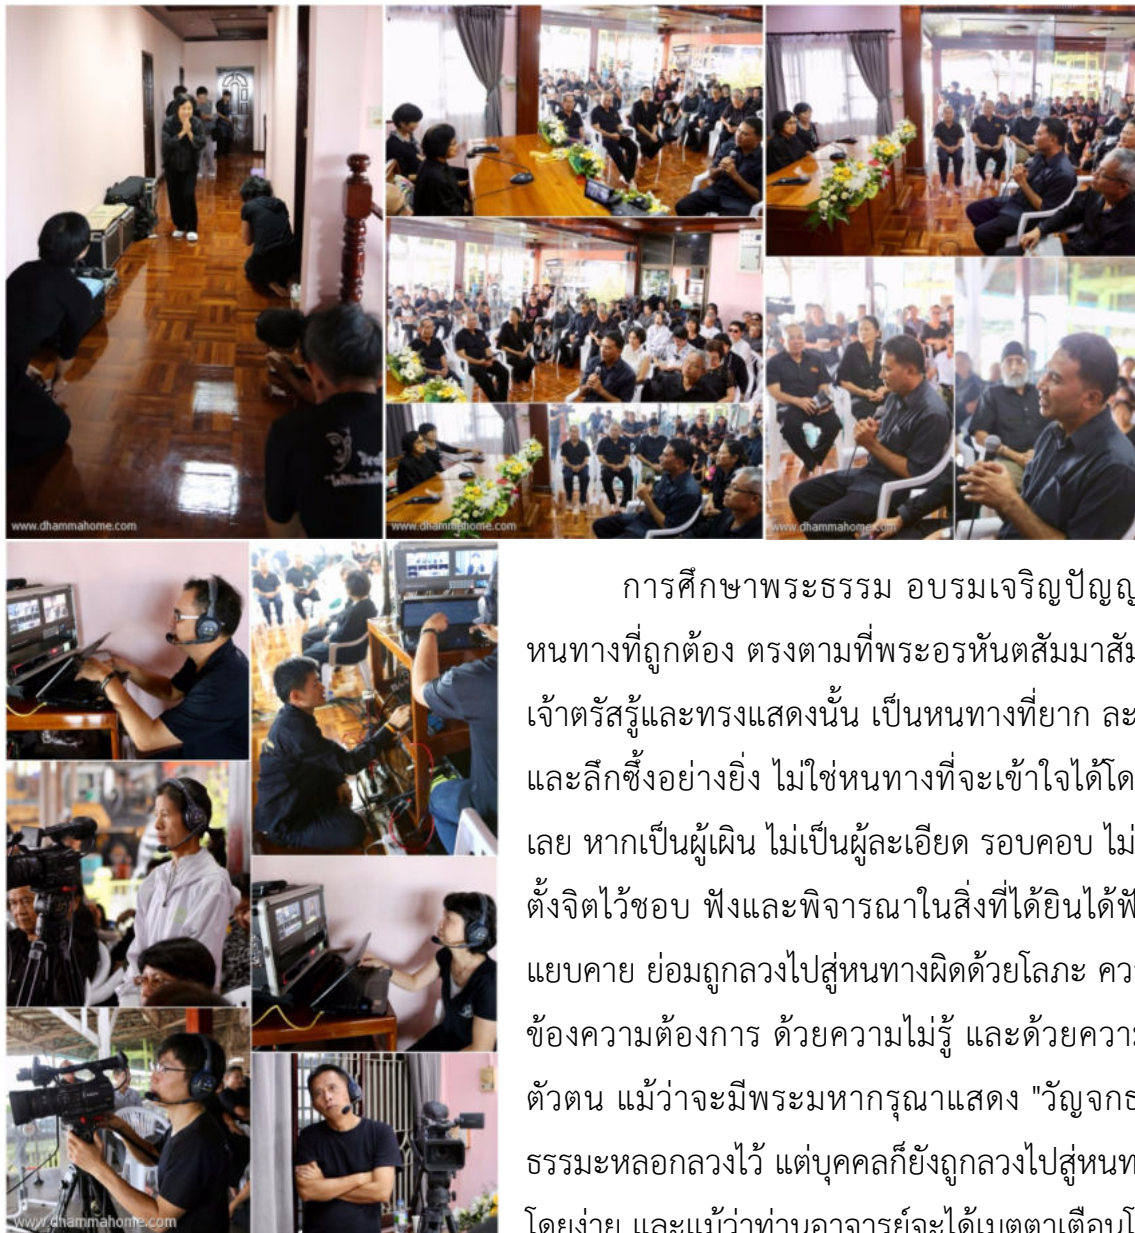 www.dhammahome.com
www.dhammahome.com
www.dhammahome.com
การศึกษาพระธรรม อบรมเจริญปัญญ
หนทางที่ถูกต้อง ตรงตามที่พระอรหันตสัมมาสัม
เจ้าตรัสรู้และทรงแสดงนั้น เป็นหนทางที่ยาก ละ
และลึกซึ้งอย่างยิ่ง ไม่ใช่หนทางที่จะเข้าใจได้โด
เลย หากเป็นผู้เผิน ไม่เป็นผู้ละเอียด รอบคอบ ไม่
ตั้งจิตไว้ชอบ ฟังและพิจารณาในสิ่งที่ได้ยินได้ฟั
แยบคาย ย่อมถูกลวงไปสู่หนทางผิดด้วยโลภะ คว
ข้องความต้องการ ด้วยความไม่รู้ และด้วยความ
ตัวตน แม้ว่าจะมีพระมหากรุณาแสดง "วัญจกธ
ธรรมะหลอกลวงไว้ แต่บุคคลก็ยังถูกลวงไปสู่หนท
โดยง่าย และแม้ว่าท่านอาจารย์จะได้เมตตาเตือนโ
www.dhammahome.com